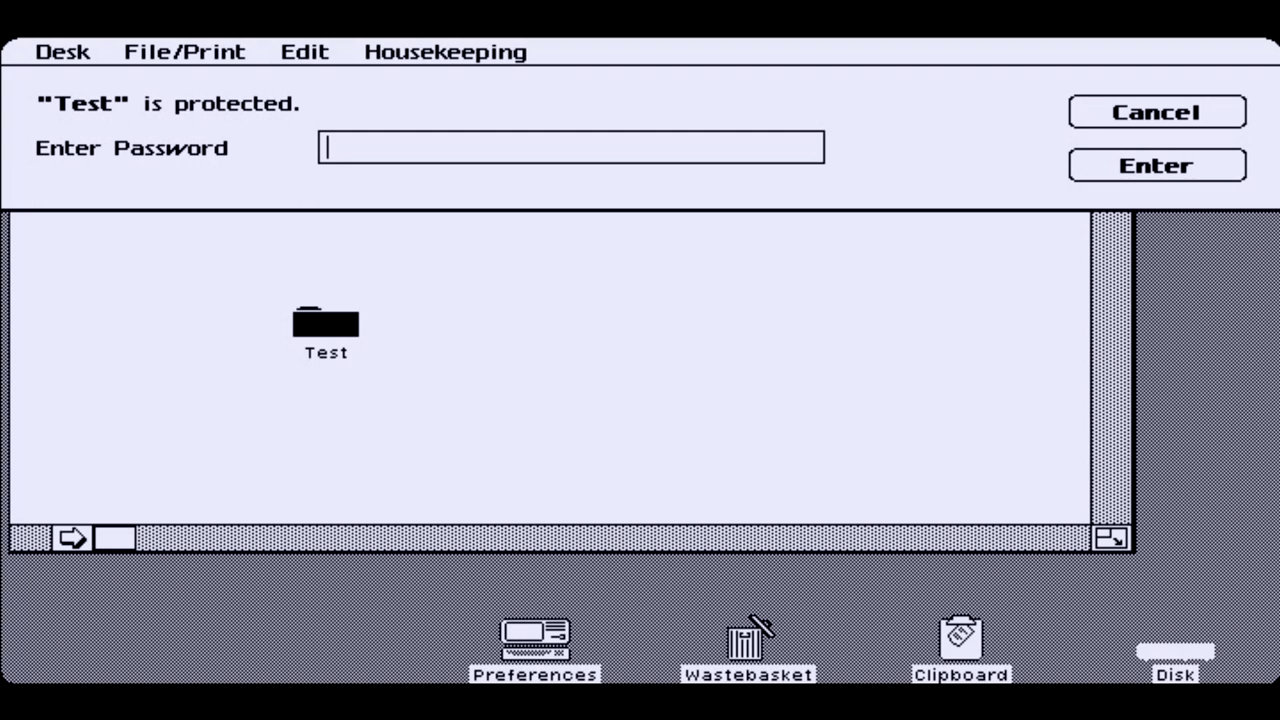 Desk File/Print Edit Housekeeping
"Test" is protected.
Cancel
Enter Password
Enter
Test
Preferences Wastebasket Clipboard Disk